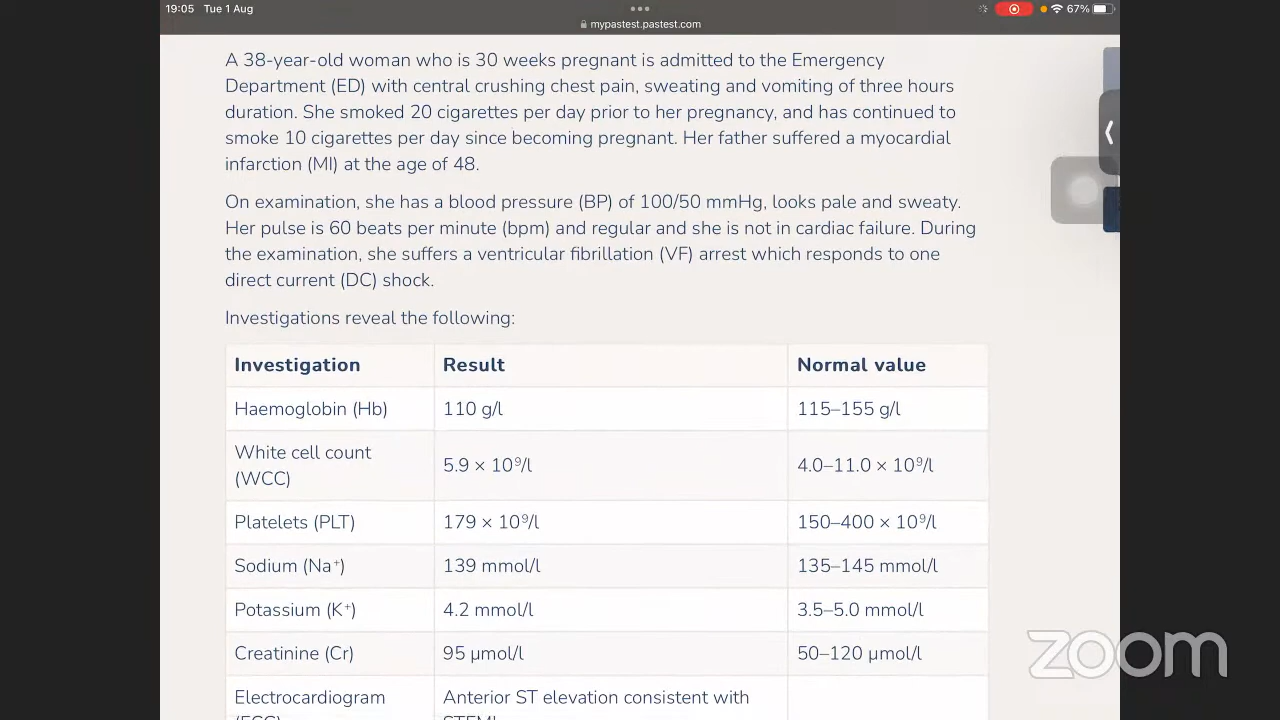 19:05 Tue 1 Aug
67%
mypastest.pastest.com
A 38-year-old woman who is 30 weeks pregnant is admitted to the Emergency
Department (ED) with central crushing chest pain, sweating and vomiting of three hours
duration. She smoked 20 cigarettes per day prior to her pregnancy, and has continued to
smoke 10 cigarettes per day since becoming pregnant. Her father suffered a myocardial
infarction (MI) at the age of 48.
On examination, she has a blood pressure (BP) of 100/50 mmHg, looks pale and sweaty.
Her pulse is 60 beats per minute (bpm) and regular and she is not in cardiac failure. During
the examination, she suffers a ventricular fibrillation (VF) arrest which responds to one
direct current (DC) shock.
Investigations reveal the following:
Investigation Result Normal value
Haemoglobin (Hb) 110 g/l 115–155 g/l
White cell count
(WCC) 5.9 × 10⁹/l 4.0–11.0 × 10⁹/l
Platelets (PLT) 179 × 10⁹/l 150–400 × 10⁹/l
Sodium (Na⁺) 139 mmol/l 135–145 mmol/l
Potassium (K⁺) 4.2 mmol/l 3.5–5.0 mmol/l
Creatinine (Cr) 95 µmol/l 50–120 µmol/l
Electrocardiogram Anterior ST elevation consistent with
zoom